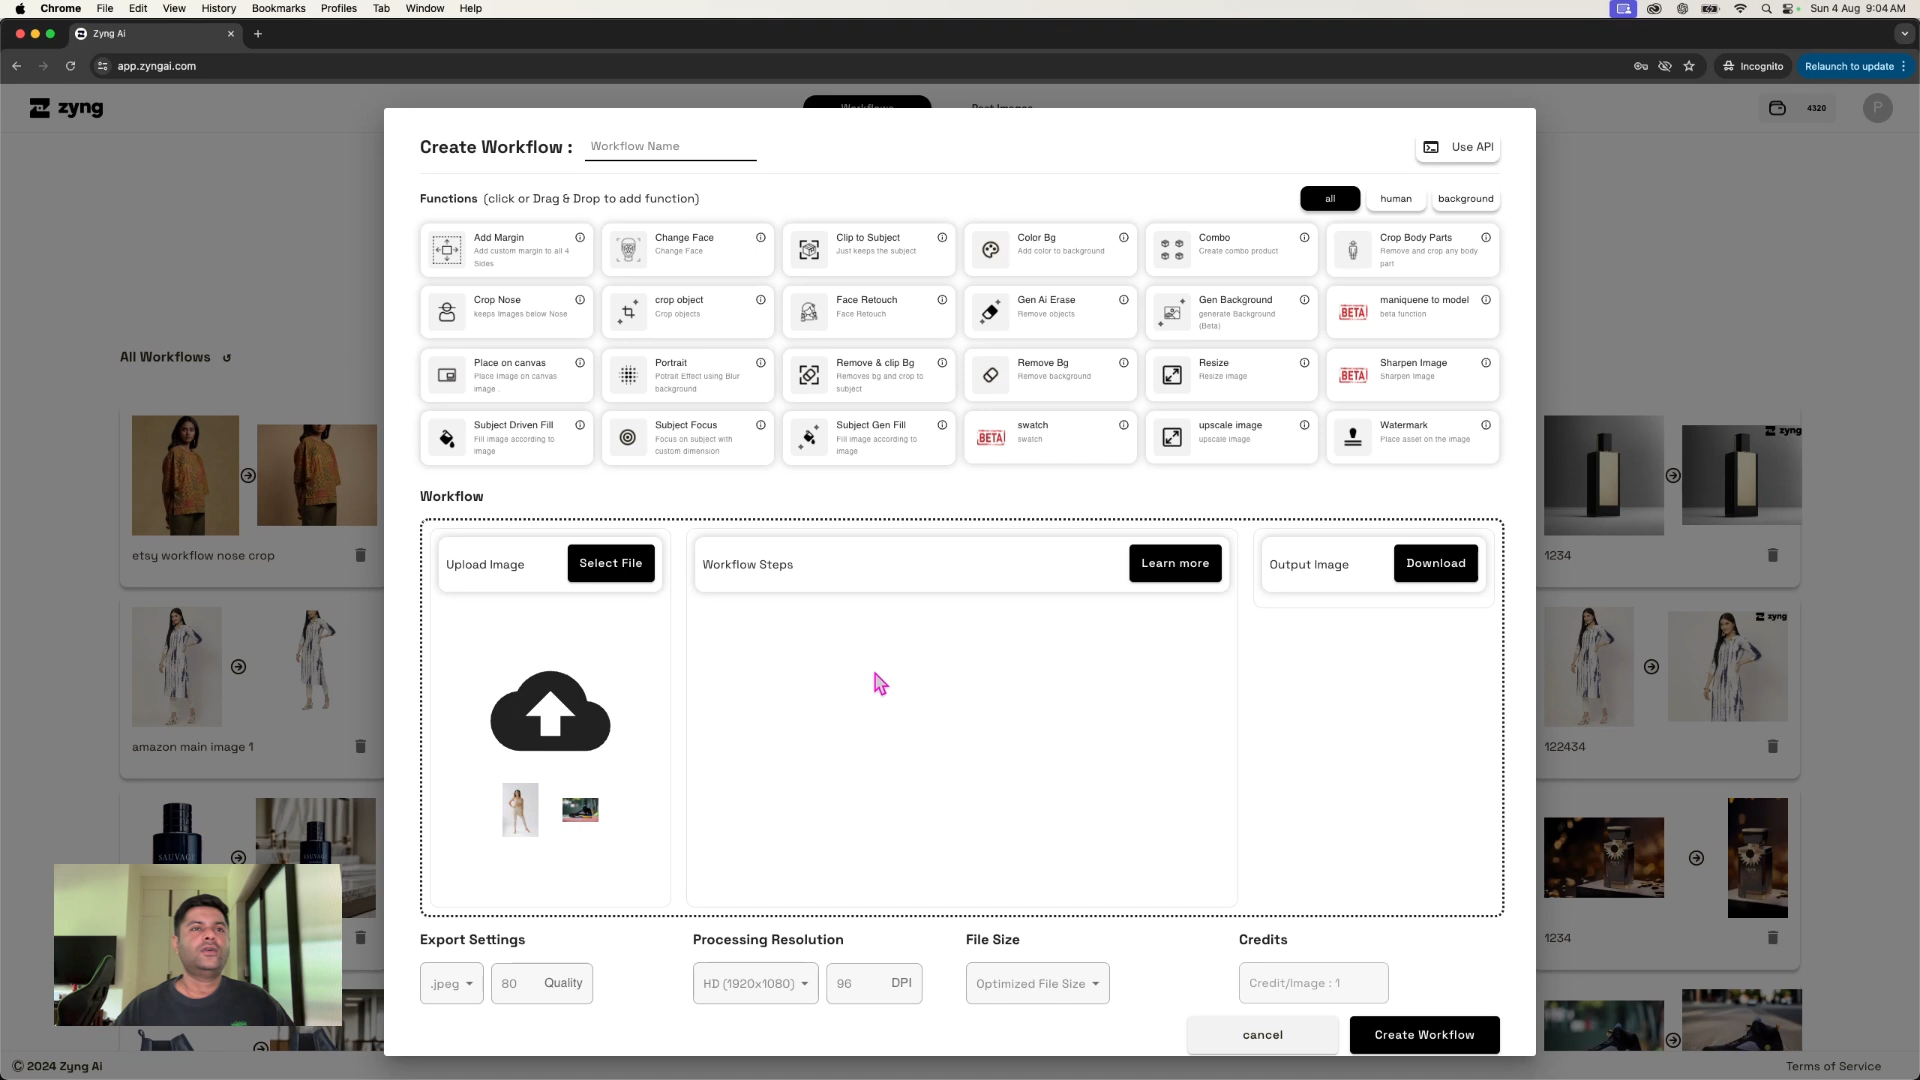 Chrome File Edit View History Bookmarks Profiles Tab Window Help
Sun 4 Aug 9:04 AM
Zyng Ai
app.zyngai.com
Incognito
Relaunch to update
zyng
Workflows
Past Images
4320
P
Create Workflow :
Workflow Name
Use API
Functions (click or Drag & Drop to add function)
all
human
background
Add Margin
Add custom margin to all 4
Sides
Change Face
Change Face
Clip to Subject
Just keeps the subject
Color Bg
Add color to background
Combo
Create combo product
Crop Body Parts
Remove and crop any body
part
Crop Nose
keeps Images below Nose
crop object
Crop objects
Face Retouch
Face Retouch
Gen Ai Erase
Remove objects
Gen Background
generate Background
(Beta)
BETA!
maniquene to model
beta function
Place on canvas
Place image on canvas
image .
Portrait
Potrait Effect using Blur
background
Remove & clip Bg
Removes bg and crop to
subject
Remove Bg
Remove background
Resize
Resize image
BETA!
Sharpen Image
Sharpen Image
Subject Driven Fill
Fill image according to
image
Subject Focus
Focus on subject with
custom dimension
Subject Gen Fill
Fill image according to
image
BETA!
swatch
swatch
upscale image
upscale image
Watermark
Place asset on the image
All Workflows
etsy workflow nose crop
amazon main image 1
SAUVAGE
Workflow
Upload Image
Select File
Workflow Steps
Learn more
Output Image
Download
zyng
1234
zyng
122434
1234
Export Settings
.jpeg
80 Quality
Processing Resolution
HD (1920x1080)
96 DPI
File Size
Optimized File Size
Credits
Credit/Image : 1
cancel
Create Workflow
© 2024 Zyng Ai
Terms of Service